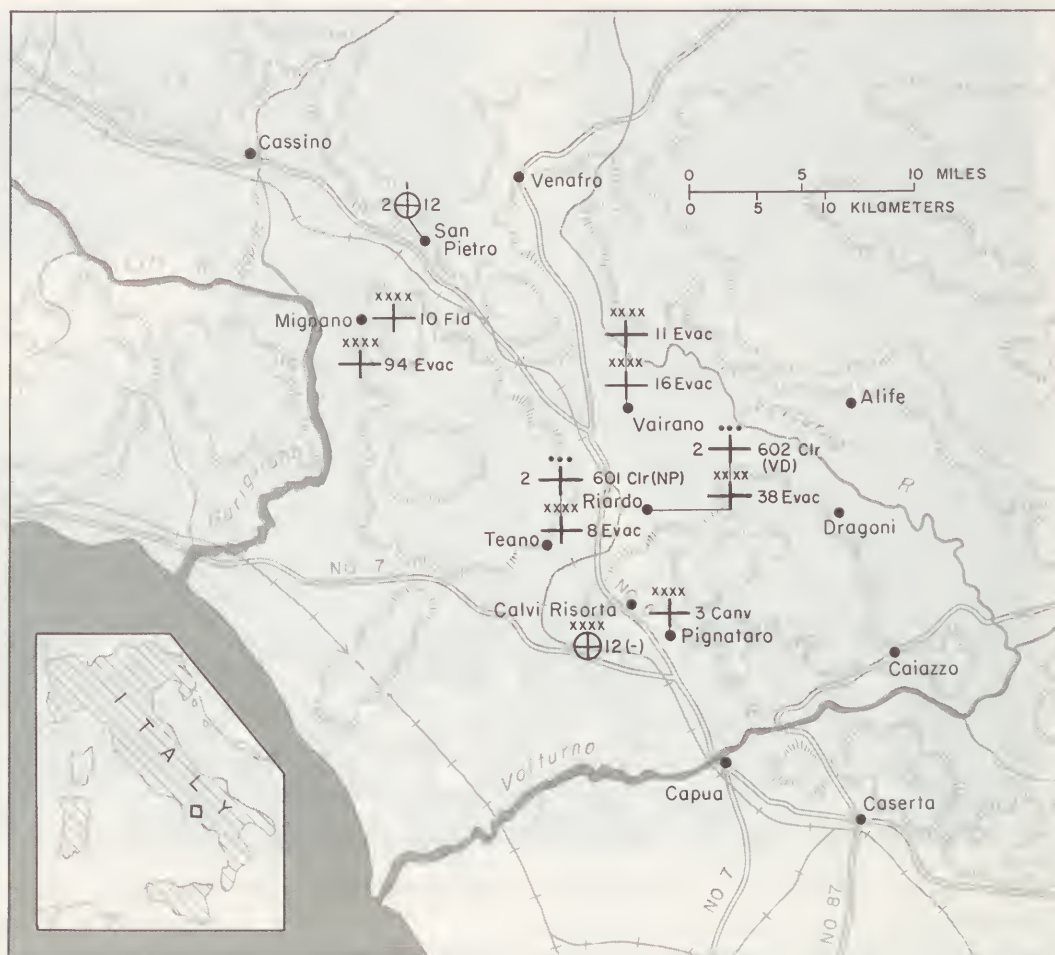 Cassino
Venafro
0 5 10 MILES
0 5 10 KILOMETERS
2 12
San
Pietro
XXXX
Mignano 10 Fld
XXXX
94 Evac
XXXX
11 Evac
XXXX
16 Evac
Vairano
Alife
Volturno
R
Garigliano
•••
2 602 Clr
(VD)
XXXX
38 Evac
•••
2 601 Clr (NP)
Riardo
XXXX
8 Evac
Teano
Dragoni
NO 7
Calvi Risorta
XXXX
12(-)
XXXX
3 Conv
Pignataro
Caiazzo
Volturno
Capua
Caserta
NO 7
NO 87
ITALY